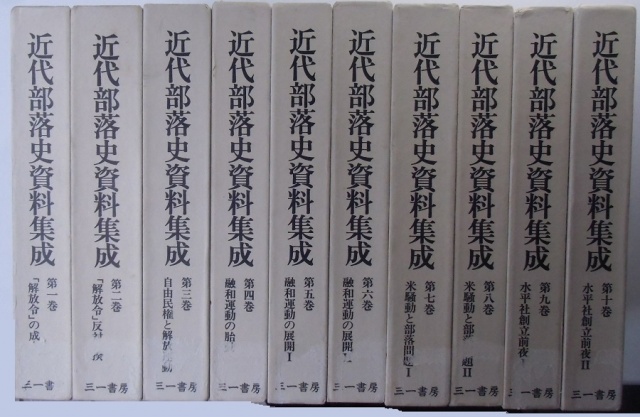 近代部落史資料集成
第一巻
「解放令」の成
三一書房
近代部落史資料集成
第二巻
「解放令」反
三一書房
近代部落史資料集成
第三巻
自由民権と解放運動
三一書房
近代部落史資料集成
第四巻
融和運動の胎
三一書房
近代部落史資料集成
第五巻
融和運動の展開Ⅰ
三一書房
近代部落史資料集成
第六巻
融和運動の展開
三一書房
近代部落史資料集成
第七巻
米騒動と部落問題Ⅰ
三一書房
近代部落史資料集成
第八巻
米騒動と部 題Ⅱ
三一書房
近代部落史資料集成
第九巻
水平社創立前夜
三一書房
近代部落史資料集成
第十巻
水平社創立前夜Ⅱ
三一書房